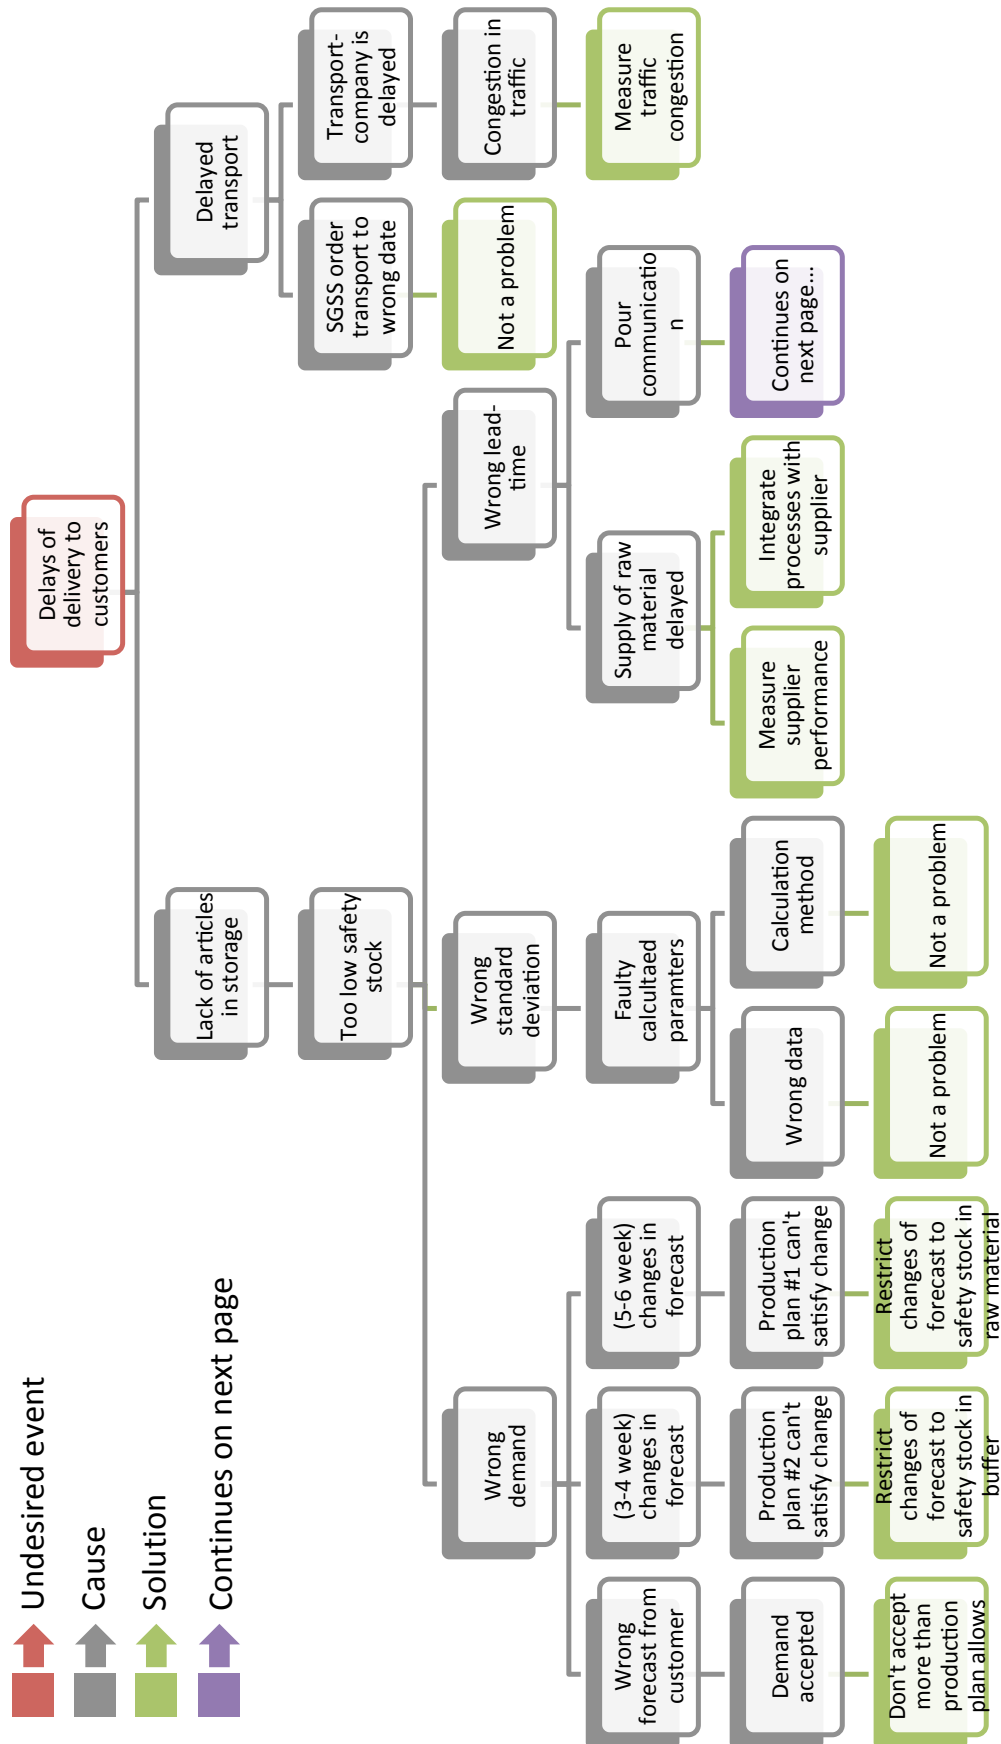 Undesired event
Cause
Solution
Continues on next page
Delays of
delivery to
customers
Lack of articles
in storage
Delayed
transport
Too low safety
stock
SGSS order
transport to
wrong date
Transport-
company is
delayed
Wrong
demand
Wrong
standard
deviation
Wrong lead-
time
Not a problem
Congestion in
traffic
Wrong
forecast from
customer
(3-4 week)
changes in
forecast
(5-6 week)
changes in
forecast
Faulty
calcultaed
paramters
Supply of raw
material
delayed
Pour
communicatio
n
Measure
traffic
congestion
Demand
accepted
Production
plan #2 can't
satisfy change
Production
plan #1 can't
satisfy change
Wrong data
Calculation
method
Measure
supplier
performance
Integrate
processes with
supplier
Continues on
next page...
Don't accept
more than
production
plan allows
Restrict
changes of
forecast to
safety stock in
buffer
Restrict
changes of
forecast to
safety stock in
raw material
Not a problem
Not a problem